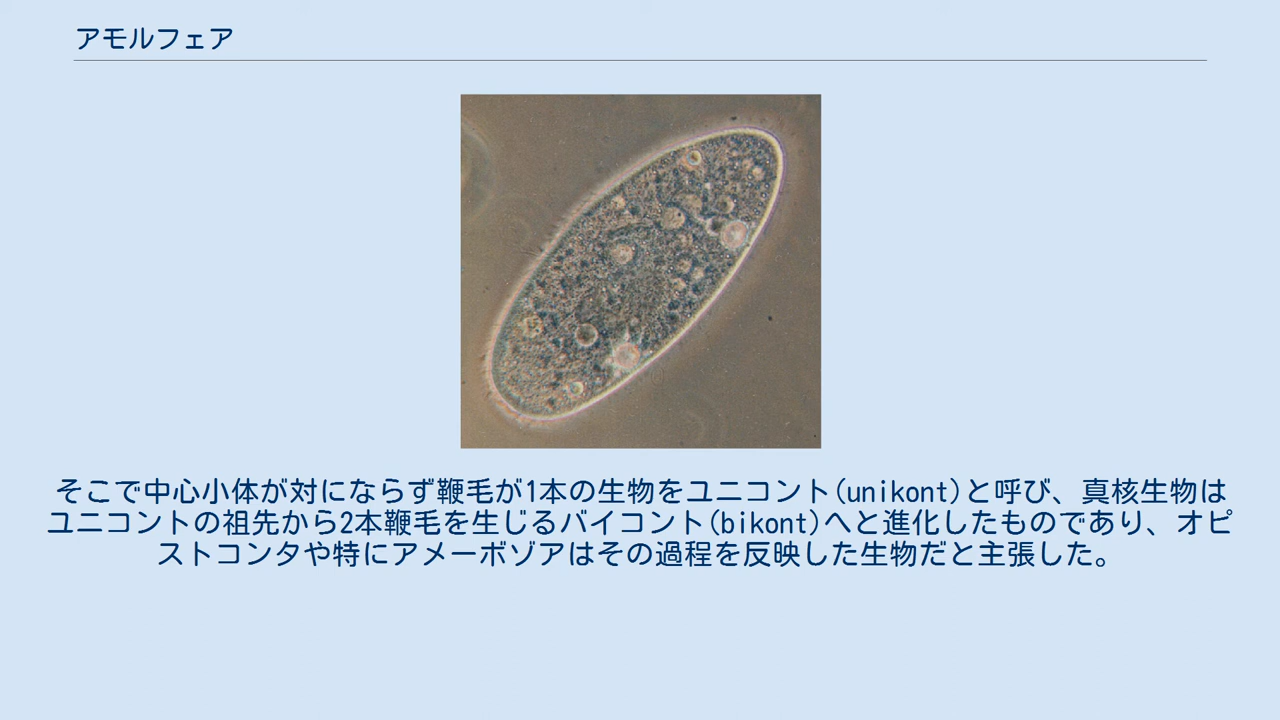 アモルフェア
そこで中心小体が対にならず鞭毛が1本の生物をユニコント(unikont)と呼び、真核生物は
ユニコントの祖先から2本鞭毛を生じるバイコント(bikont)へと進化したものであり、オピ
ストコンタや特にアメーボゾアはその過程を反映した生物だと主張した。